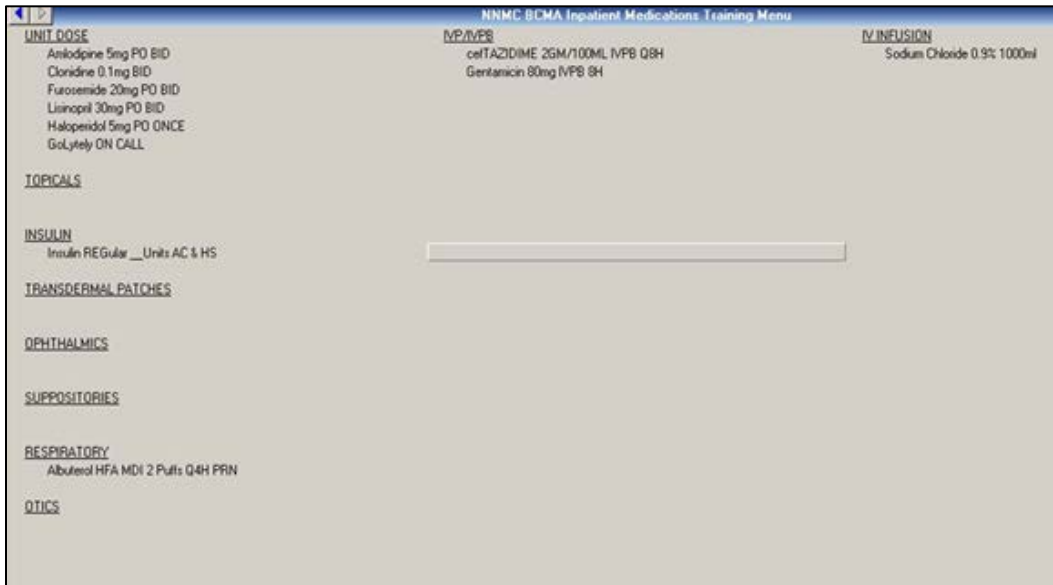 NNMC BCMA Inpatient Medications Training Menu
UNIT DOSE
Amlodipine 5mg PO BID
Clonidine 0.1mg BID
Furosemide 20mg PO BID
Lisinopril 30mg PO BID
Haloperidol 5mg PO ONCE
GoLytely ON CALL
TOPICALS
INSULIN
Insulin REGular __Units AC & HS
TRANSDERMAL PATCHES
OPHTHALMICS
SUPPOSITORIES
RESPIRATORY
Albuterol HFA MDI 2 Puffs Q4H PRN
OTICS
IVP/IVPB
cefTAZIDIME 2GM/100ML IVPB Q8H
Gentamicin 80mg IVPB 8H
IV INFUSION
Sodium Chloride 0.9% 1000ml